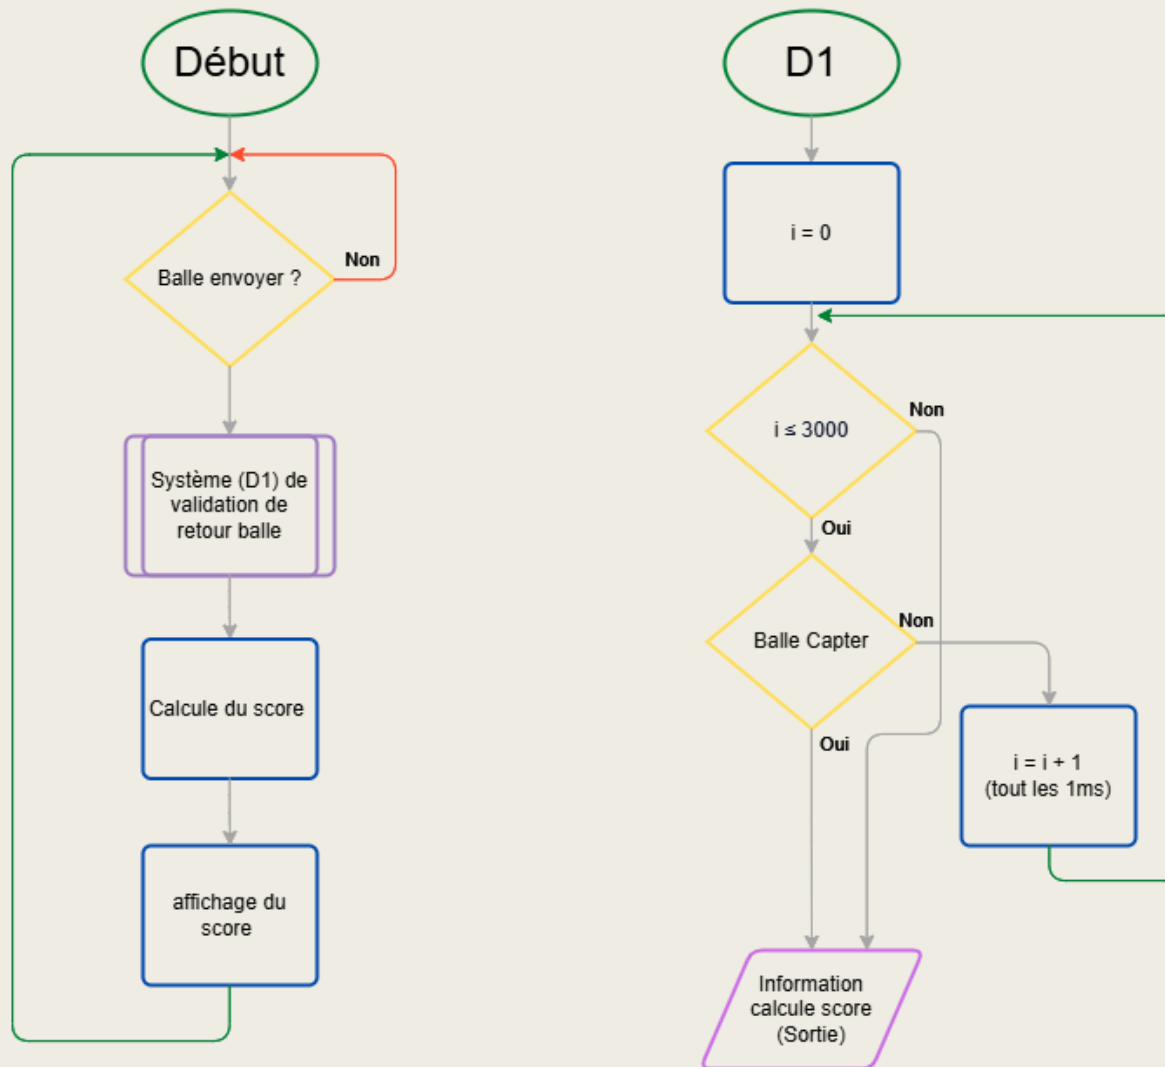 Début
Balle envoyer ?
Non
Système (D1) de
validation de
retour balle
Calcule du score
affichage du
score
D1
i = 0
i ≤ 3000
Non
Oui
Balle Capter
Non
Oui
i = i + 1
(tout les 1ms)
Information
calcule score
(Sortie)